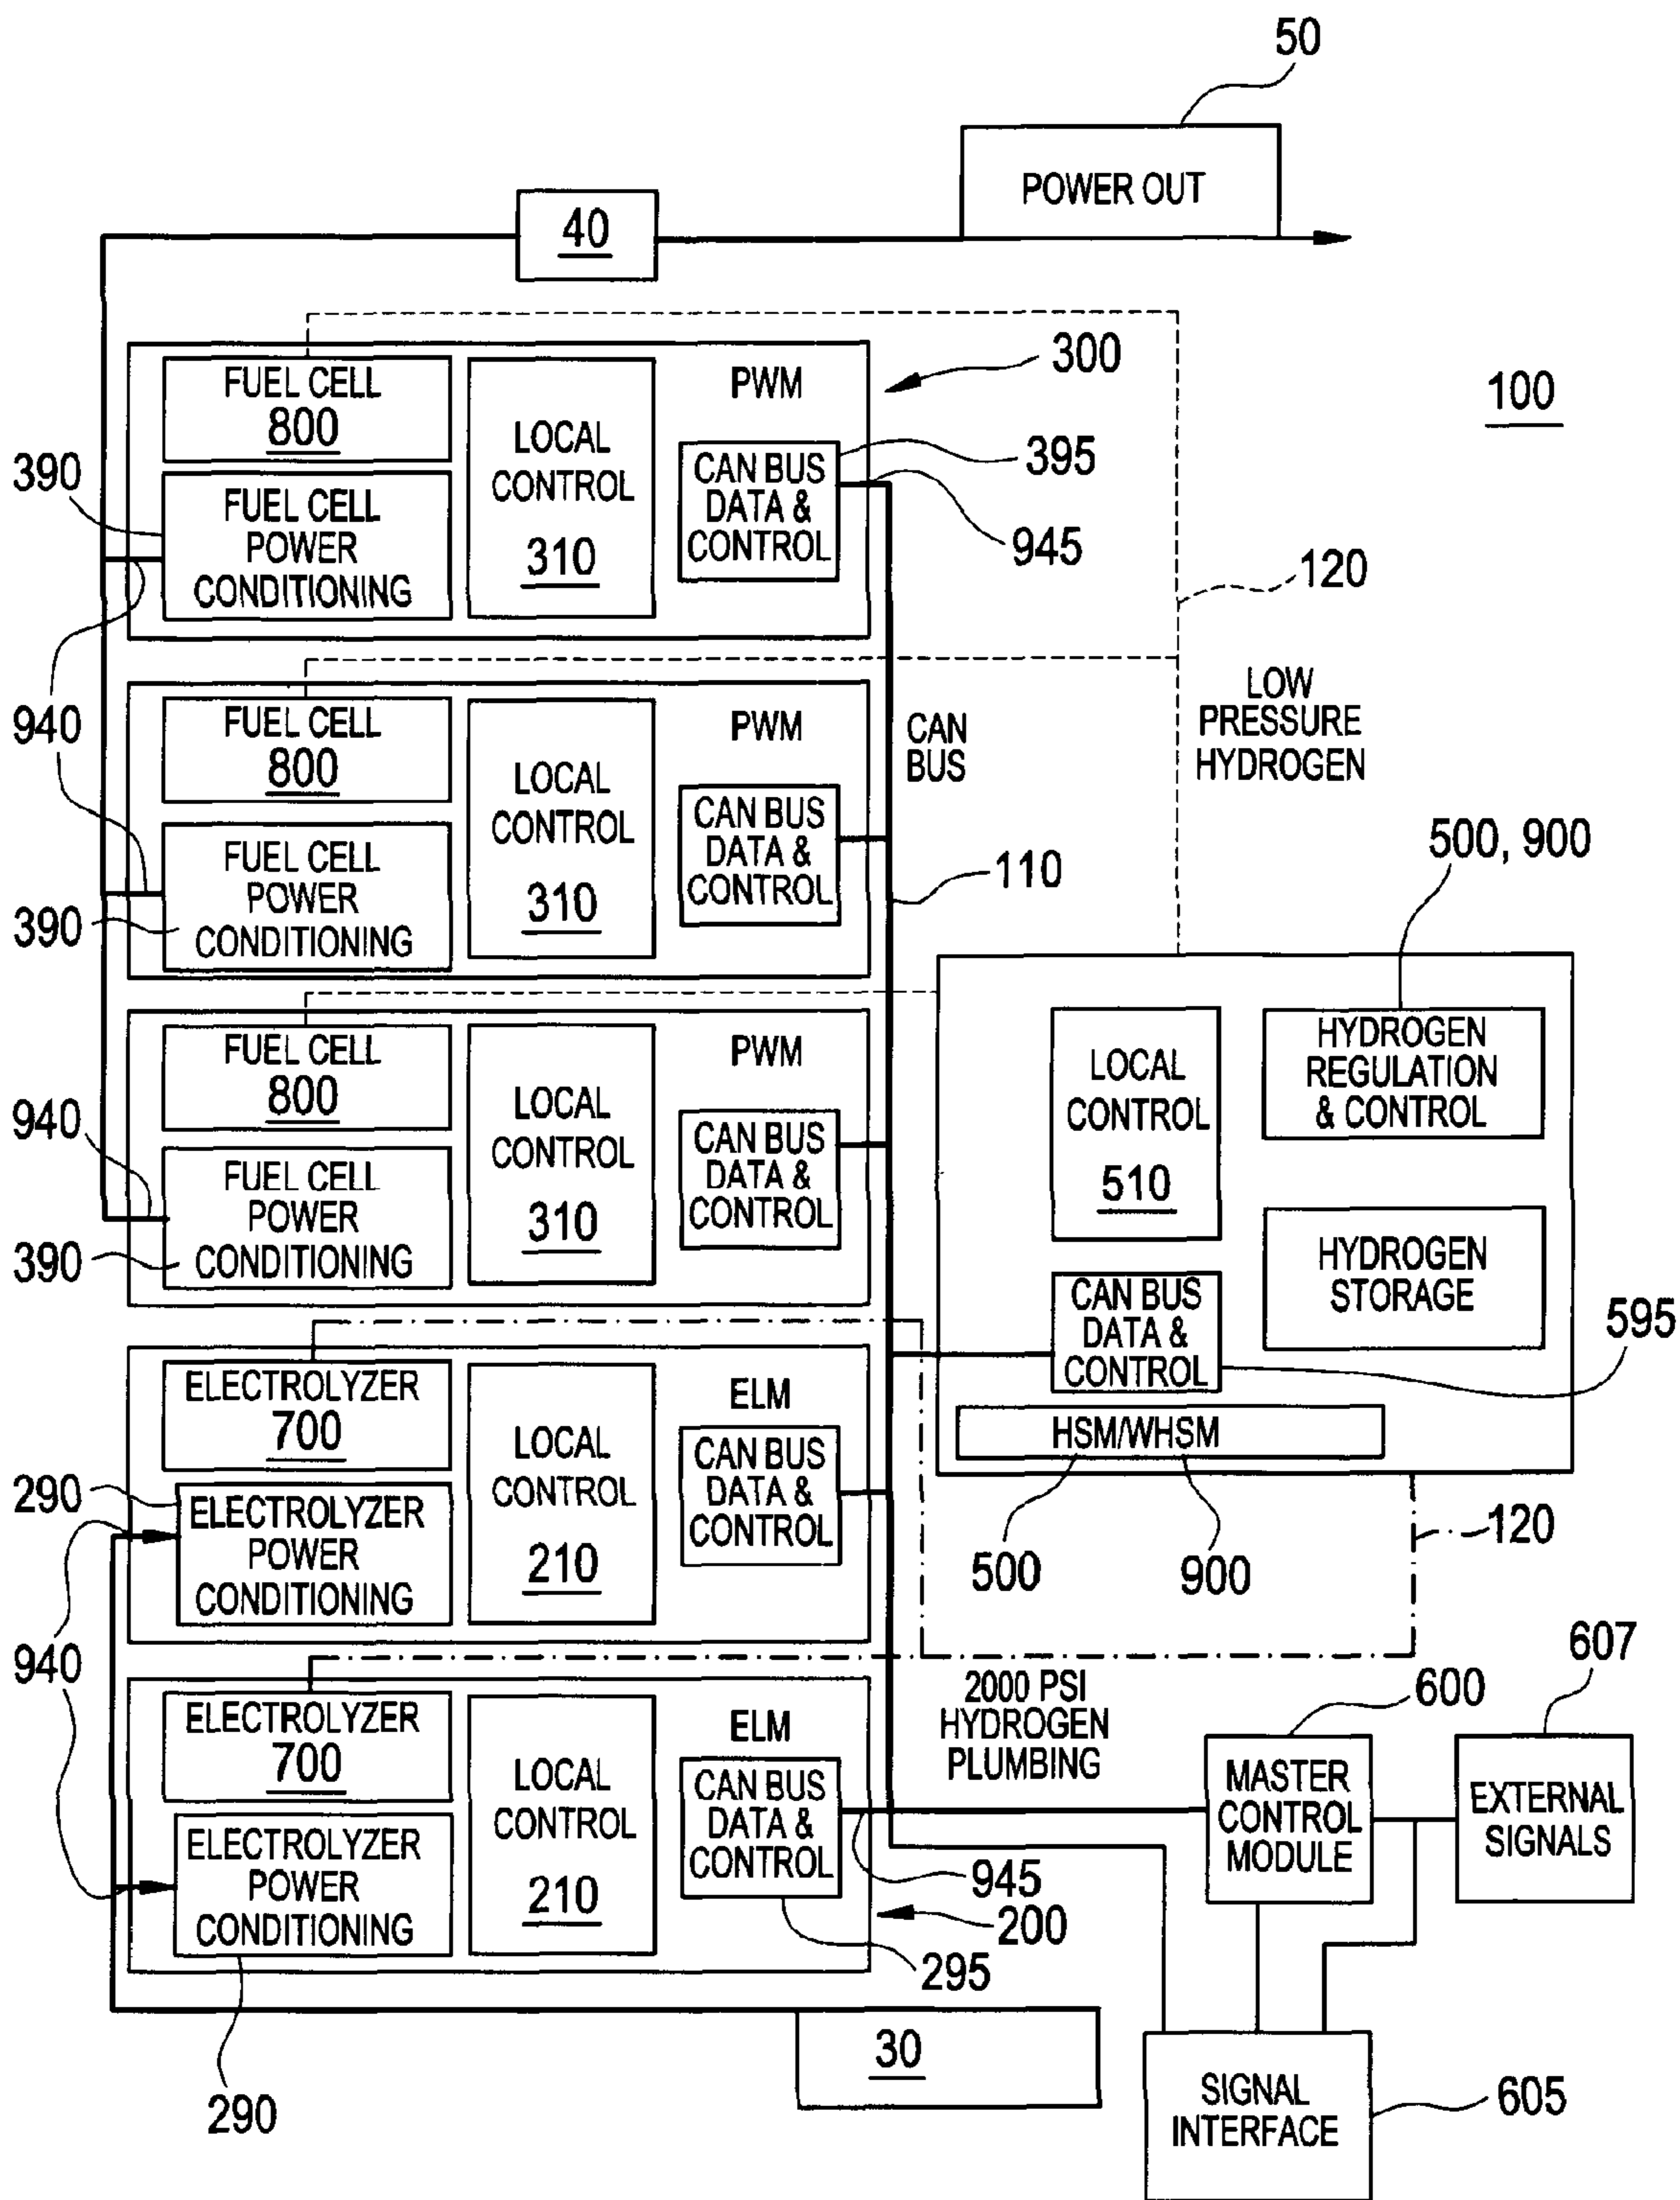 50
POWER OUT
40
300
100
FUEL CELL
800
LOCAL
CONTROL
310
PWM
395
CAN BUS
DATA &
CONTROL
945
390
FUEL CELL
POWER
CONDITIONING
120
940
FUEL CELL
800
LOCAL
CONTROL
310
PWM
CAN BUS
DATA &
CONTROL
CAN
BUS
LOW
PRESSURE
HYDROGEN
110
500, 900
390
FUEL CELL
POWER
CONDITIONING
FUEL CELL
800
LOCAL
CONTROL
310
PWM
CAN BUS
DATA &
CONTROL
940
390
FUEL CELL
POWER
CONDITIONING
LOCAL
CONTROL
510
HYDROGEN
REGULATION
& CONTROL
HYDROGEN
STORAGE
CAN BUS
DATA &
CONTROL
595
HSM/WHSM
500
900
120
ELECTROLYZER
700
LOCAL
CONTROL
210
ELM
CAN BUS
DATA &
CONTROL
290
ELECTROLYZER
POWER
CONDITIONING
940
ELECTROLYZER
700
LOCAL
CONTROL
210
ELM
CAN BUS
DATA &
CONTROL
2000 PSI
HYDROGEN
PLUMBING
600
607
MASTER
CONTROL
MODULE
EXTERNAL
SIGNALS
ELECTROLYZER
POWER
CONDITIONING
945
200
295
290
30
SIGNAL
INTERFACE
605